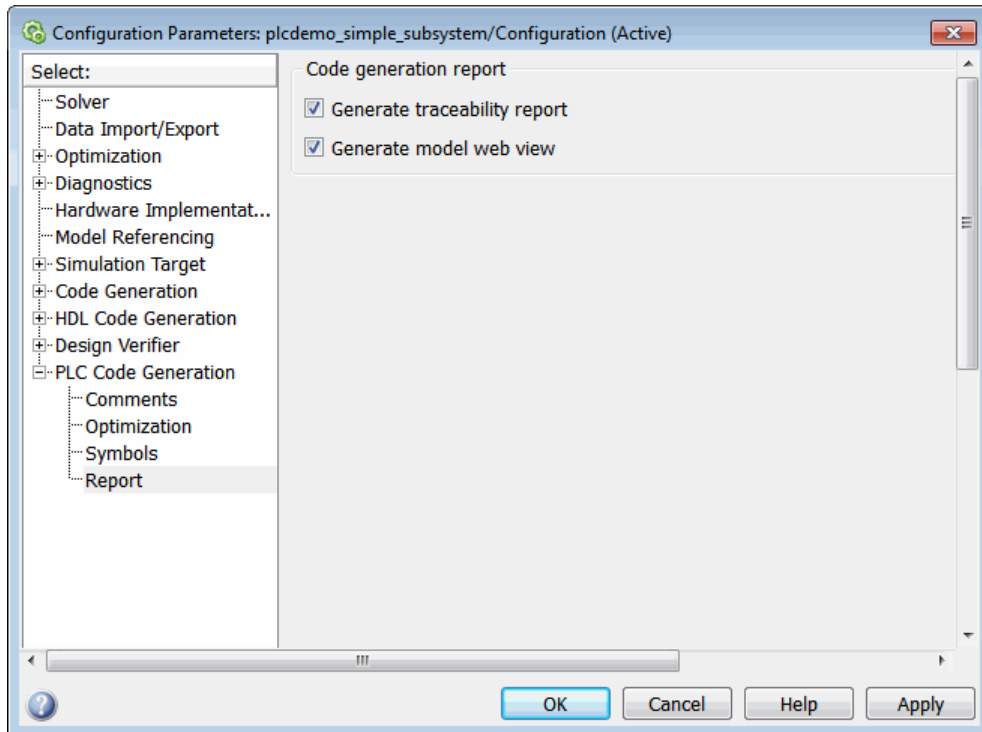 Configuration Parameters: plcdemo_simple_subsystem/Configuration (Active)
Select:
Solver
Data Import/Export
Optimization
Diagnostics
Hardware Implementat...
Model Referencing
Simulation Target
Code Generation
HDL Code Generation
Design Verifier
PLC Code Generation
Comments
Optimization
Symbols
Report
Code generation report
Generate traceability report
Generate model web view
OK Cancel Help Apply